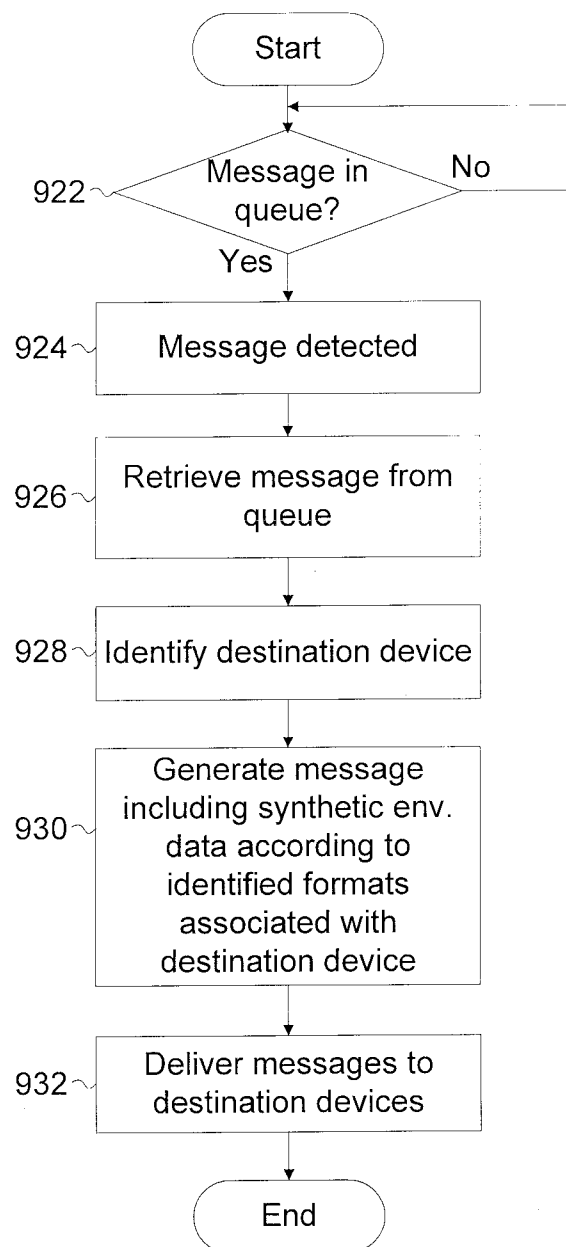 Start
922
Message in
queue?
No
Yes
924
Message detected
926
Retrieve message from
queue
928
Identify destination device
930
Generate message
including synthetic env.
data according to
identified formats
associated with
destination device
932
Deliver messages to
destination devices
End